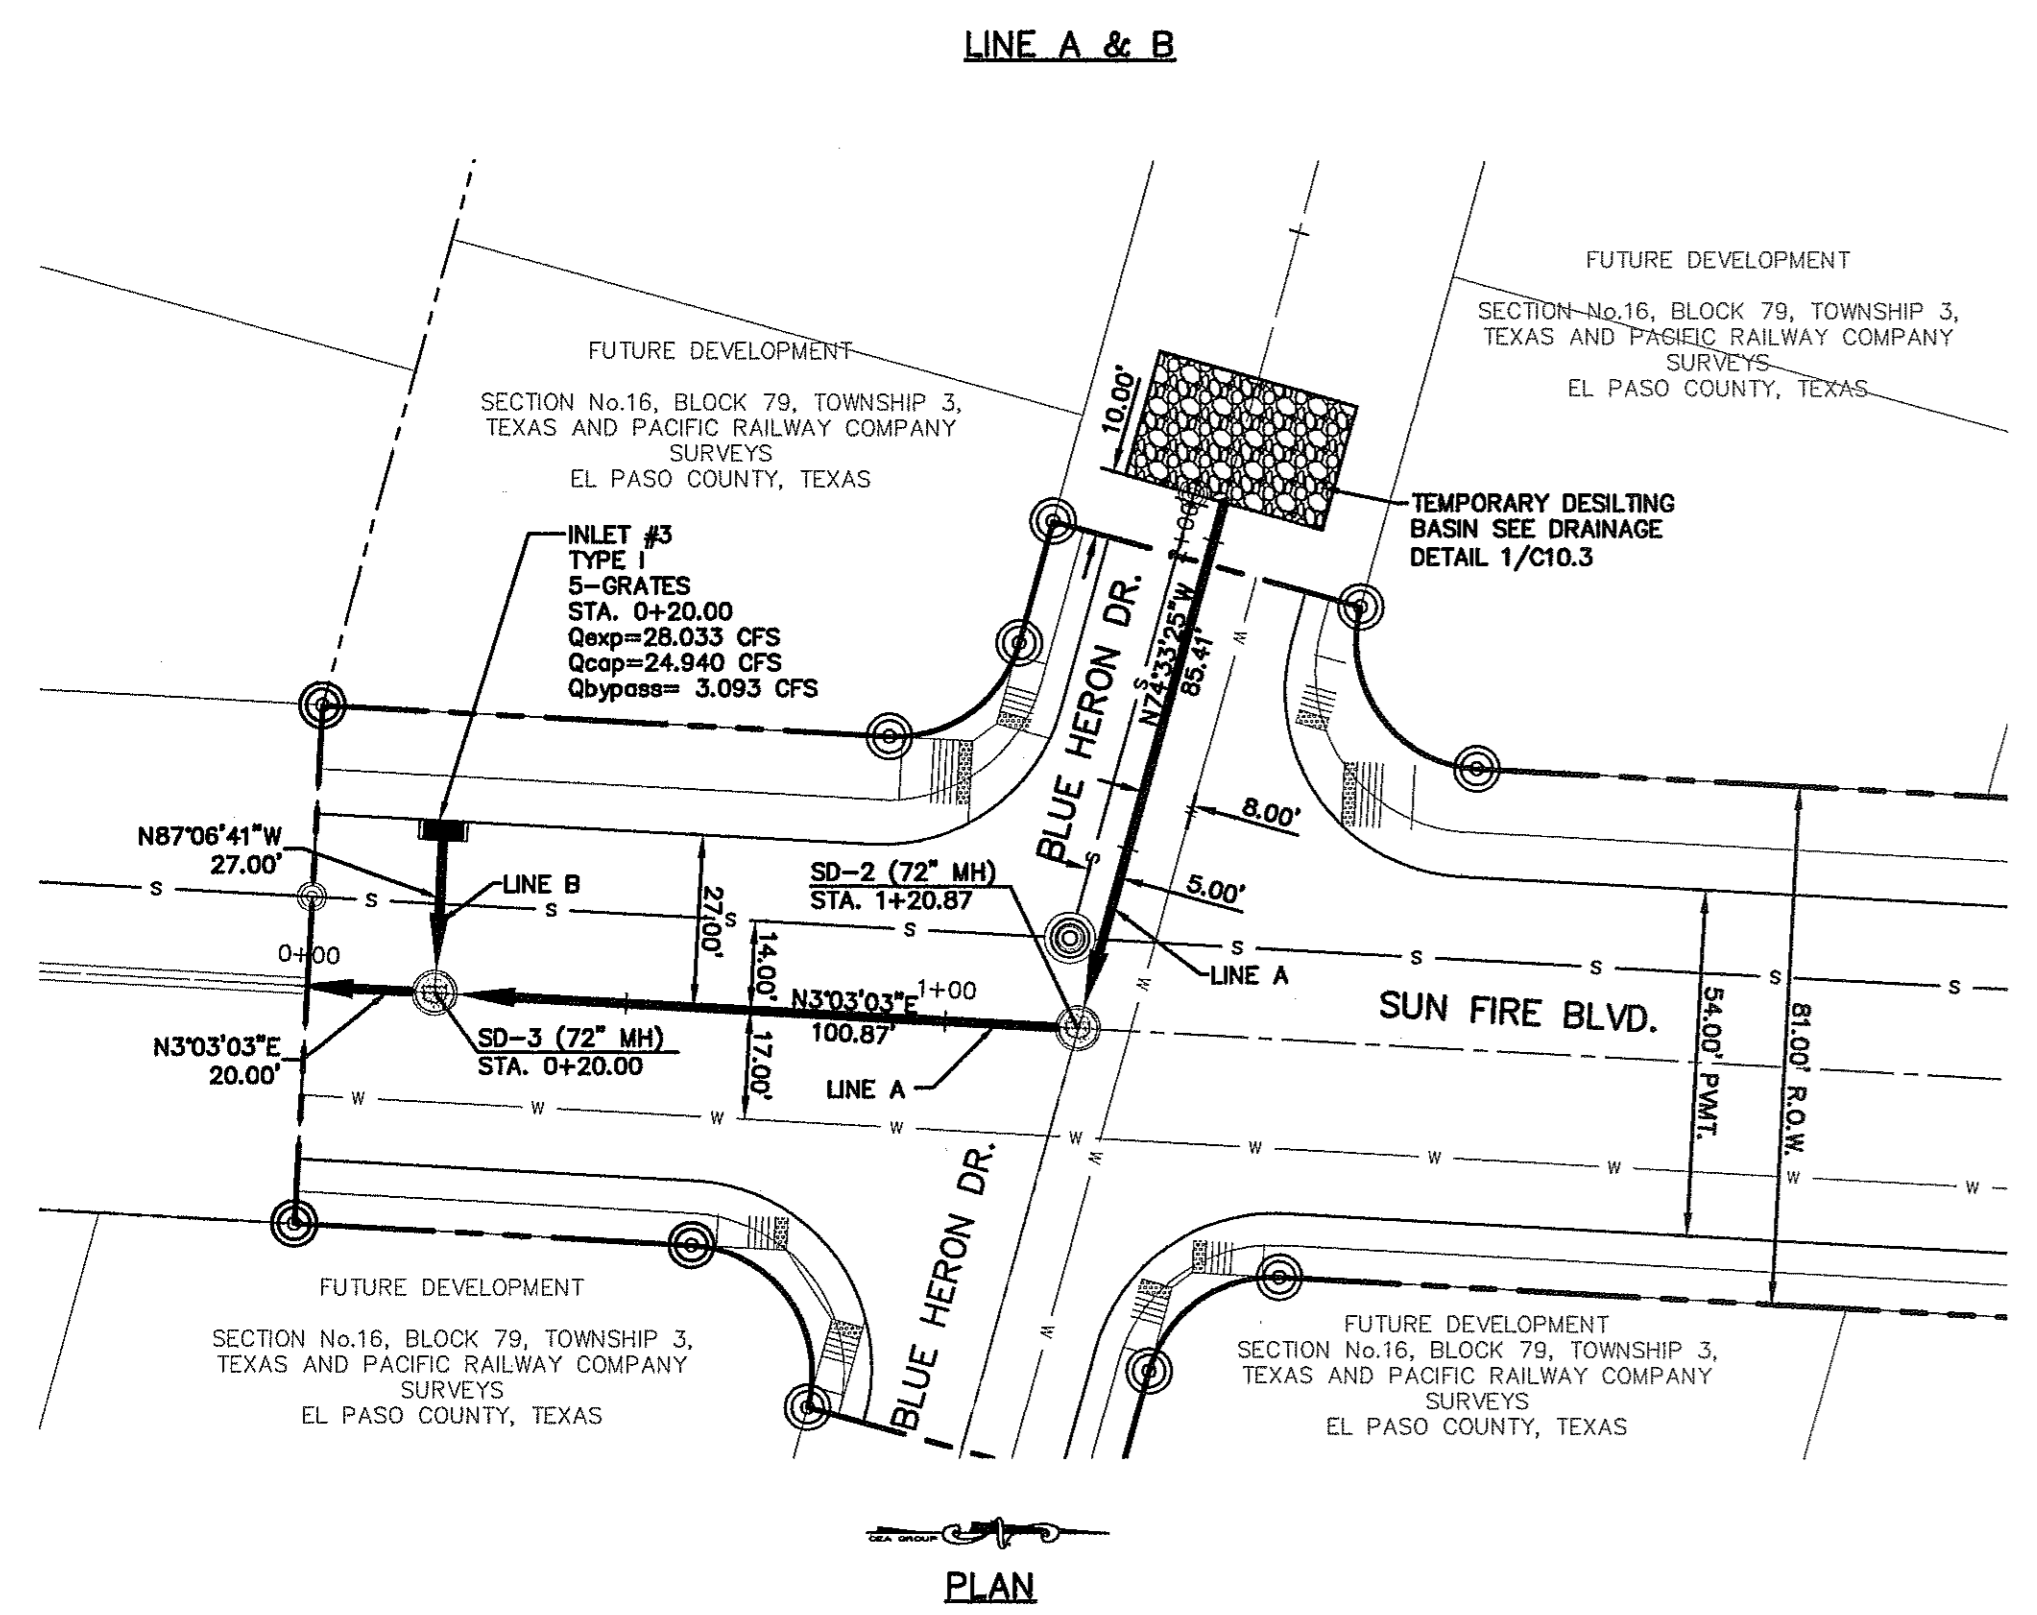 LINE A & B
FUTURE DEVELOPMENT
SECTION No.16, BLOCK 79, TOWNSHIP 3,
TEXAS AND PACIFIC RAILWAY COMPANY
SURVEYS
EL PASO COUNTY, TEXAS
FUTURE DEVELOPMENT
SECTION No.16, BLOCK 79, TOWNSHIP 3,
TEXAS AND PACIFIC RAILWAY COMPANY
SURVEYS
EL PASO COUNTY, TEXAS
10.00'
TEMPORARY DESILTING
BASIN SEE DRAINAGE
DETAIL 1/C10.3
INLET #3
TYPE I
5-GRATES
STA. 0+20.00
Qexp=28.033 CFS
Qcap=24.940 CFS
Qbypass= 3.093 CFS
BLUE HERON DR.
N74°33'25"W
85.41'
S
W
N87°06'41"W
27.00'
LINE B
8.00'
5.00'
SD-2 (72" MH)
STA. 1+20.87
S
S
S
S
S
S
S
S
S
S
S
S
27.00'
14.00'
17.00'
0+00
1+00
N3°03'03"E
100.87'
LINE A
W
SUN FIRE BLVD.
54.00' PVMT.
81.00' R.O.W.
N3°03'03"E
20.00'
SD-3 (72" MH)
STA. 0+20.00
LINE A
W
W
W
W
W
W
W
W
W
W
W
W
BLUE HERON DR.
FUTURE DEVELOPMENT
SECTION No.16, BLOCK 79, TOWNSHIP 3,
TEXAS AND PACIFIC RAILWAY COMPANY
SURVEYS
EL PASO COUNTY, TEXAS
FUTURE DEVELOPMENT
SECTION No.16, BLOCK 79, TOWNSHIP 3,
TEXAS AND PACIFIC RAILWAY COMPANY
SURVEYS
EL PASO COUNTY, TEXAS
CEA GROUP
PLAN